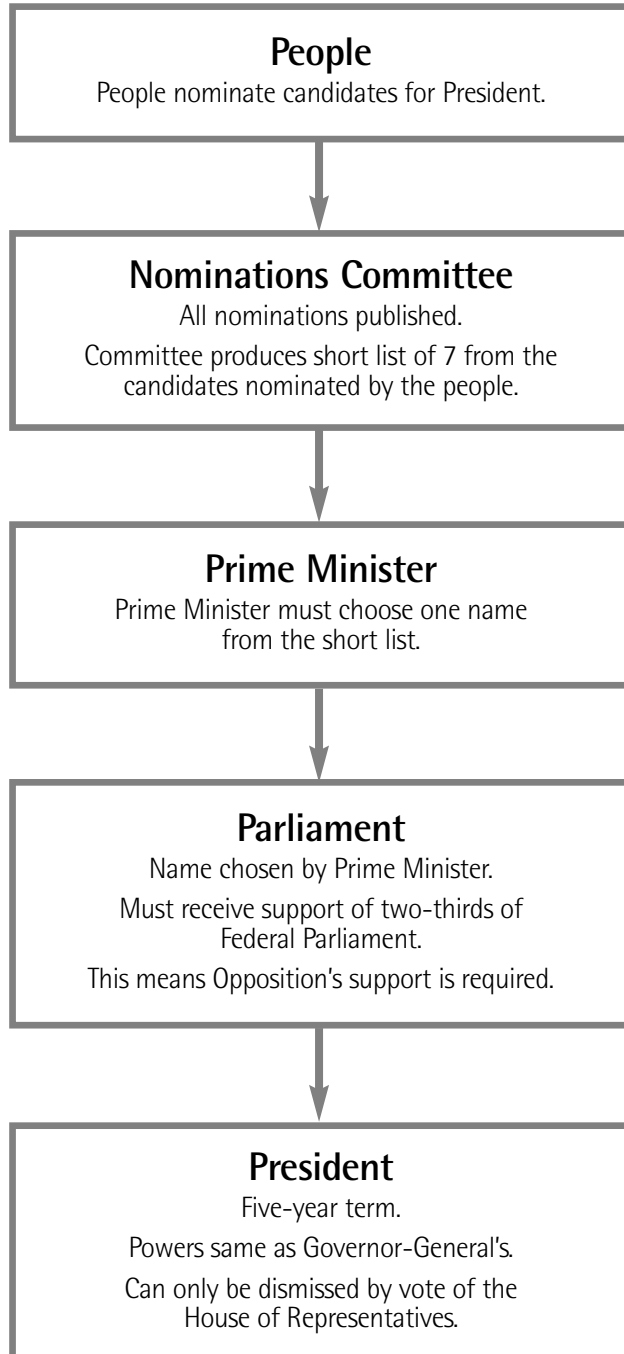 People
People nominate candidates for President.
Nominations Committee
All nominations published.
Committee produces short list of 7 from the
candidates nominated by the people.
Prime Minister
Prime Minister must choose one name
from the short list.
Parliament
Name chosen by Prime Minister.
Must receive support of two-thirds of
Federal Parliament.
This means Opposition’s support is required.
President
Five-year term.
Powers same as Governor-General’s.
Can only be dismissed by vote of the
House of Representatives.